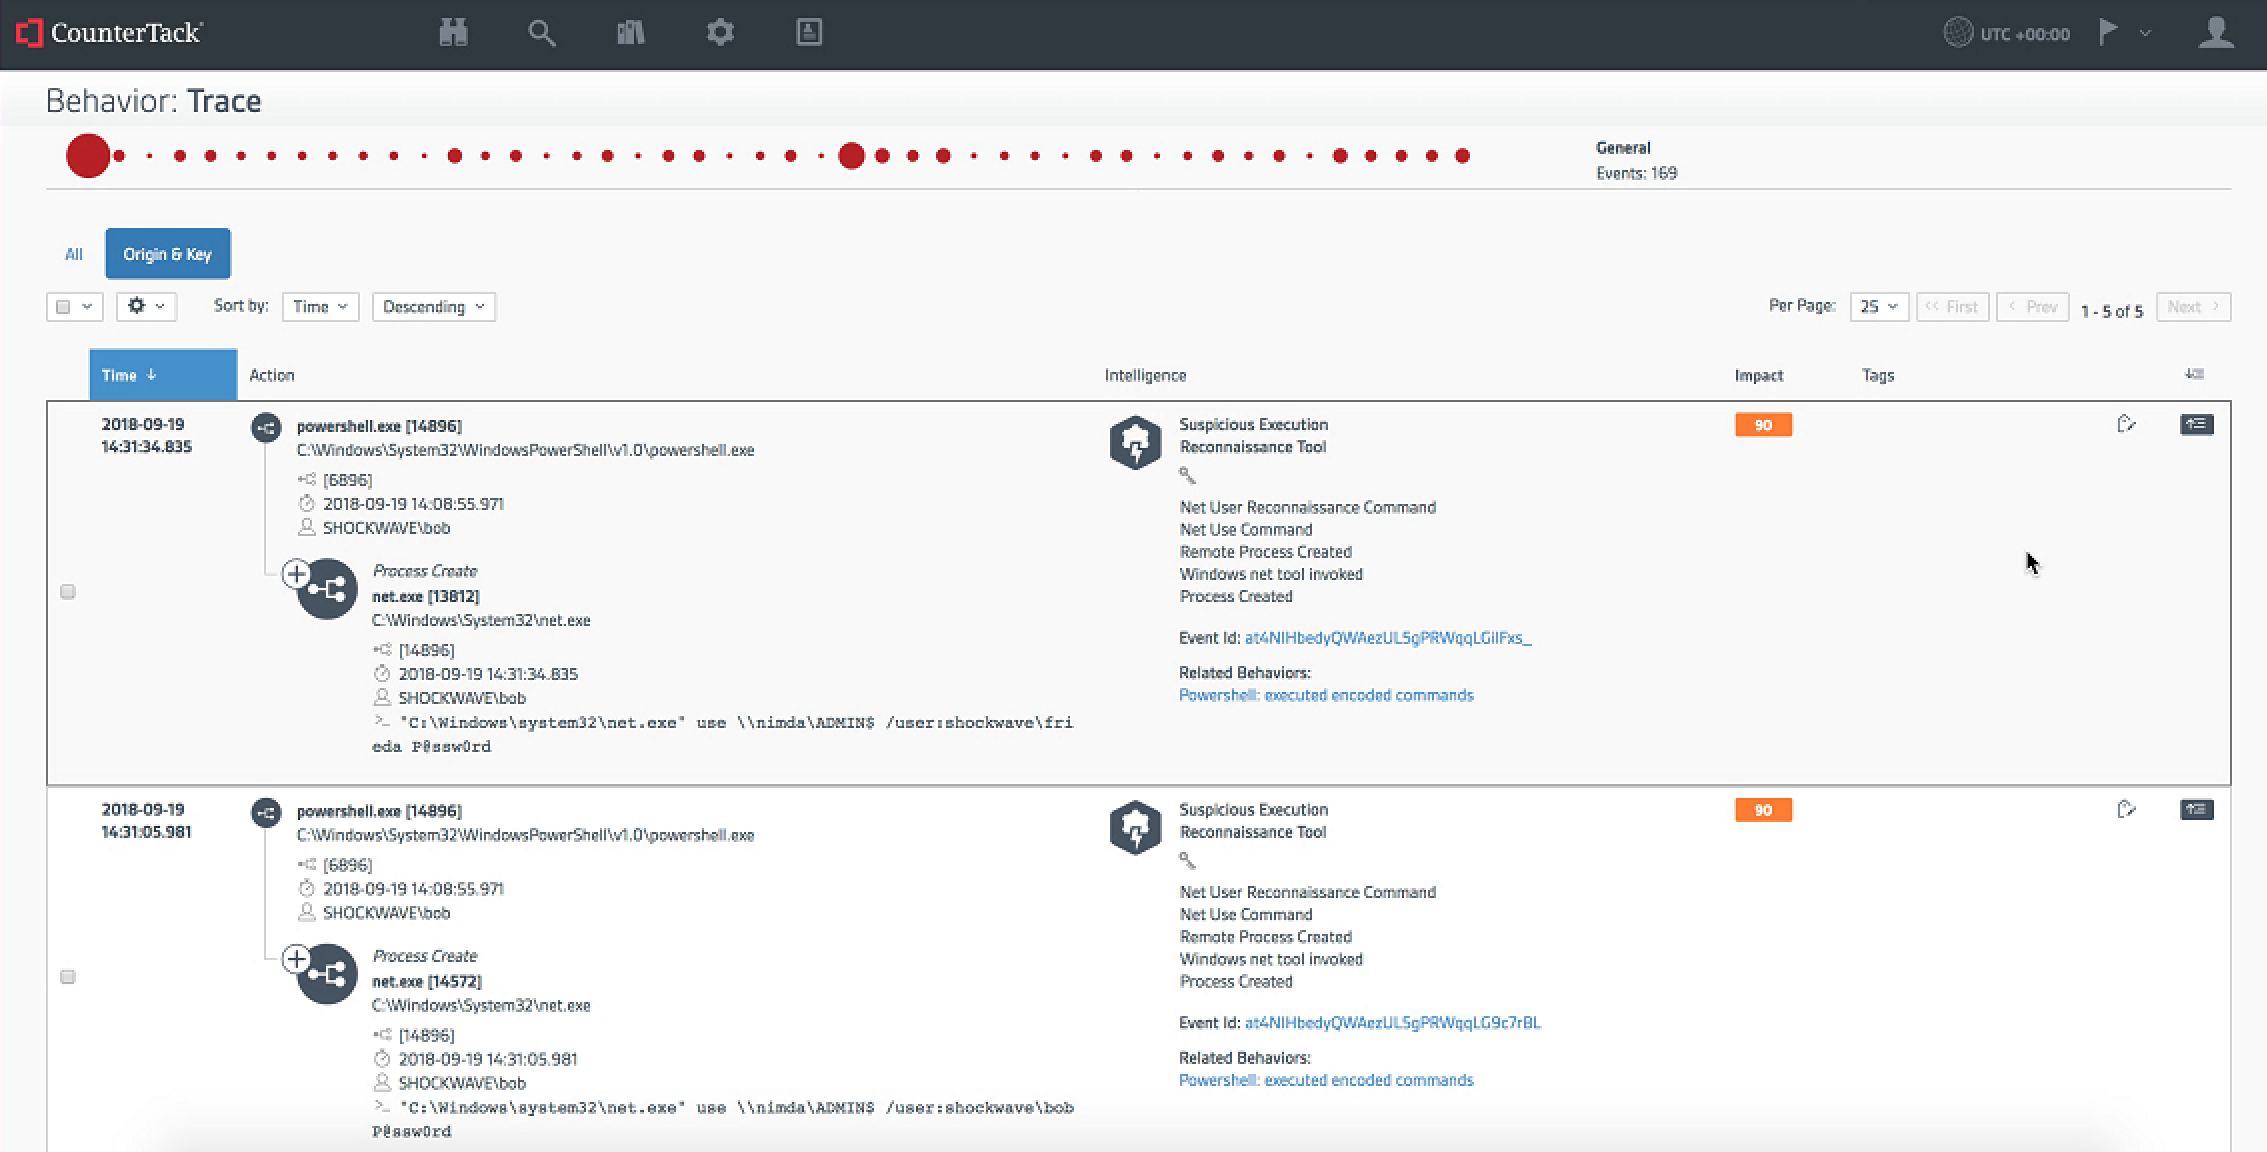 CounterTack
UTC +00:00
Behavior: Trace
General
Events: 169
All
Origin & Key
Sort by: Time Descending
Per Page: 25 << First < Prev 1 - 5 of 5 Next >
Time ↓ Action Intelligence Impact Tags
2018-09-19
14:31:34.835
powershell.exe [14896]
C:\Windows\System32\WindowsPowerShell\v1.0\powershell.exe
[6896]
2018-09-19 14:08:55.971
SHOCKWAVE\bob
Process Create
net.exe [13812]
C:\Windows\System32\net.exe
[14896]
2018-09-19 14:31:34.835
SHOCKWAVE\bob
>_ "C:\Windows\system32\net.exe" use \\nimda\ADMIN$ /user:shockwave\fri
eda P@ssw0rd
Suspicious Execution
Reconnaissance Tool
Net User Reconnaissance Command
Net Use Command
Remote Process Created
Windows net tool invoked
Process Created
Event Id:
Related Behaviors:
Powershell: executed encoded commands
90
2018-09-19
14:31:05.981
powershell.exe [14896]
C:\Windows\System32\WindowsPowerShell\v1.0\powershell.exe
[6896]
2018-09-19 14:08:55.971
SHOCKWAVE\bob
Process Create
net.exe [14572]
C:\Windows\System32\net.exe
[14896]
2018-09-19 14:31:05.981
SHOCKWAVE\bob
>_ "C:\Windows\system32\net.exe" use \\nimda\ADMIN$ /user:shockwave\bob
P@ssw0rd
Suspicious Execution
Reconnaissance Tool
Net User Reconnaissance Command
Net Use Command
Remote Process Created
Windows net tool invoked
Process Created
Event Id:
Related Behaviors:
Powershell: executed encoded commands
90